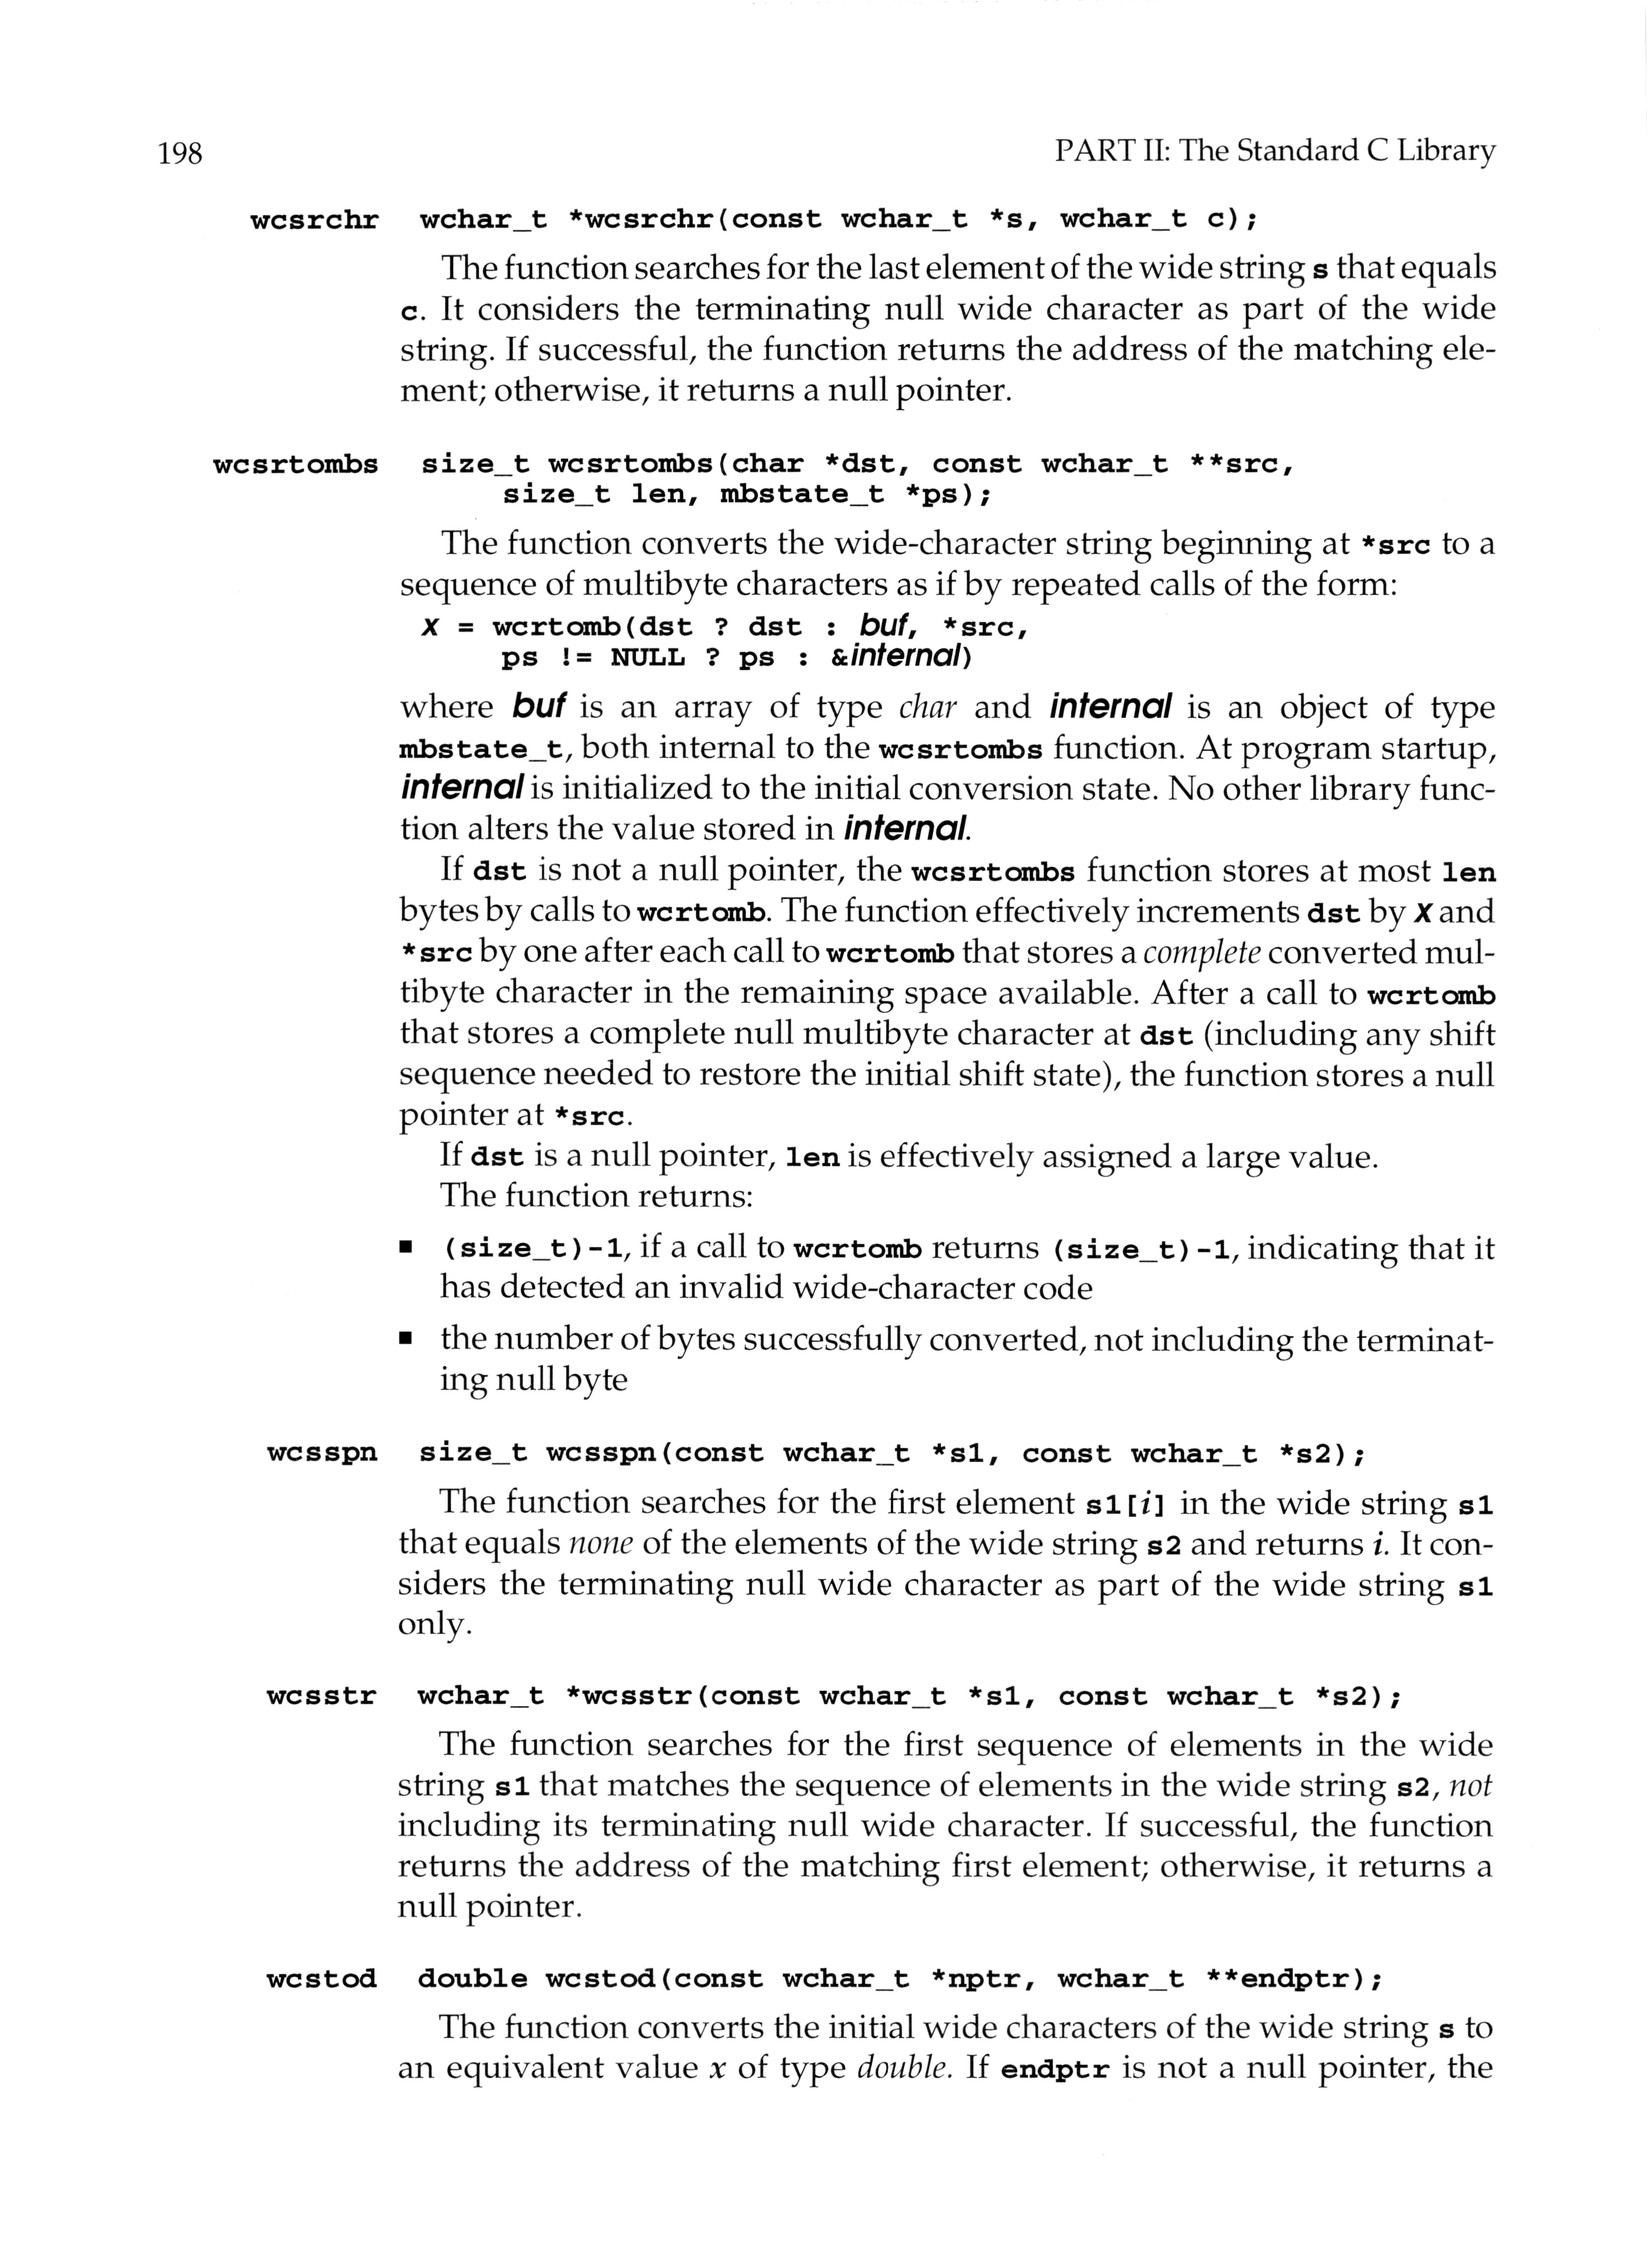 198 PART II: The Standard C Library
wcsrchr wchar_t *wcsrchr(const wchar_t *s, wchar_t c);
The function searches for the last element of the wide string s that equals
c. It considers the terminating null wide character as part of the wide
string. If successful, the function returns the address of the matching ele-
ment; otherwise, it returns a null pointer.
wcsrtombs size_t wcsrtombs(char *dst, const wchar_t **src,
size_t len, mbstate_t *ps);
The function converts the wide-character string beginning at *src to a
sequence of multibyte characters as if by repeated calls of the form:
x = wcrtomb(dst ? dst : buf, *src,
ps != NULL ? ps : &internal)
where buf is an array of type char and internal is an object of type
mbstate_t, both internal to the wcsrtombs function. At program startup,
internal is initialized to the initial conversion state. No other library func-
tion alters the value stored in internal.
If dst is not a null pointer, the wcsrtombs function stores at most len
bytes by calls to wcrtomb. The function effectively increments dst by x and
*src by one after each call to wcrtomb that stores a complete converted mul-
tibyte character in the remaining space available. After a call to wcrtomb
that stores a complete null multibyte character at dst (including any shift
sequence needed to restore the initial shift state), the function stores a null
pointer at *src.
If dst is a null pointer, len is effectively assigned a large value.
The function returns:
▪ (size_t)-1, if a call to wcrtomb returns (size_t)-1, indicating that it
has detected an invalid wide-character code
▪ the number of bytes successfully converted, not including the terminat-
ing null byte
wcsspn size_t wcsspn(const wchar_t *s1, const wchar_t *s2);
The function searches for the first element s1[i] in the wide string s1
that equals none of the elements of the wide string s2 and returns i. It con-
siders the terminating null wide character as part of the wide string s1
only.
wcsstr wchar_t *wcsstr(const wchar_t *s1, const wchar_t *s2);
The function searches for the first sequence of elements in the wide
string s1 that matches the sequence of elements in the wide string s2, not
including its terminating null wide character. If successful, the function
returns the address of the matching first element; otherwise, it returns a
null pointer.
wcstod double wcstod(const wchar_t *nptr, wchar_t **endptr);
The function converts the initial wide characters of the wide string s to
an equivalent value x of type double. If endptr is not a null pointer, the